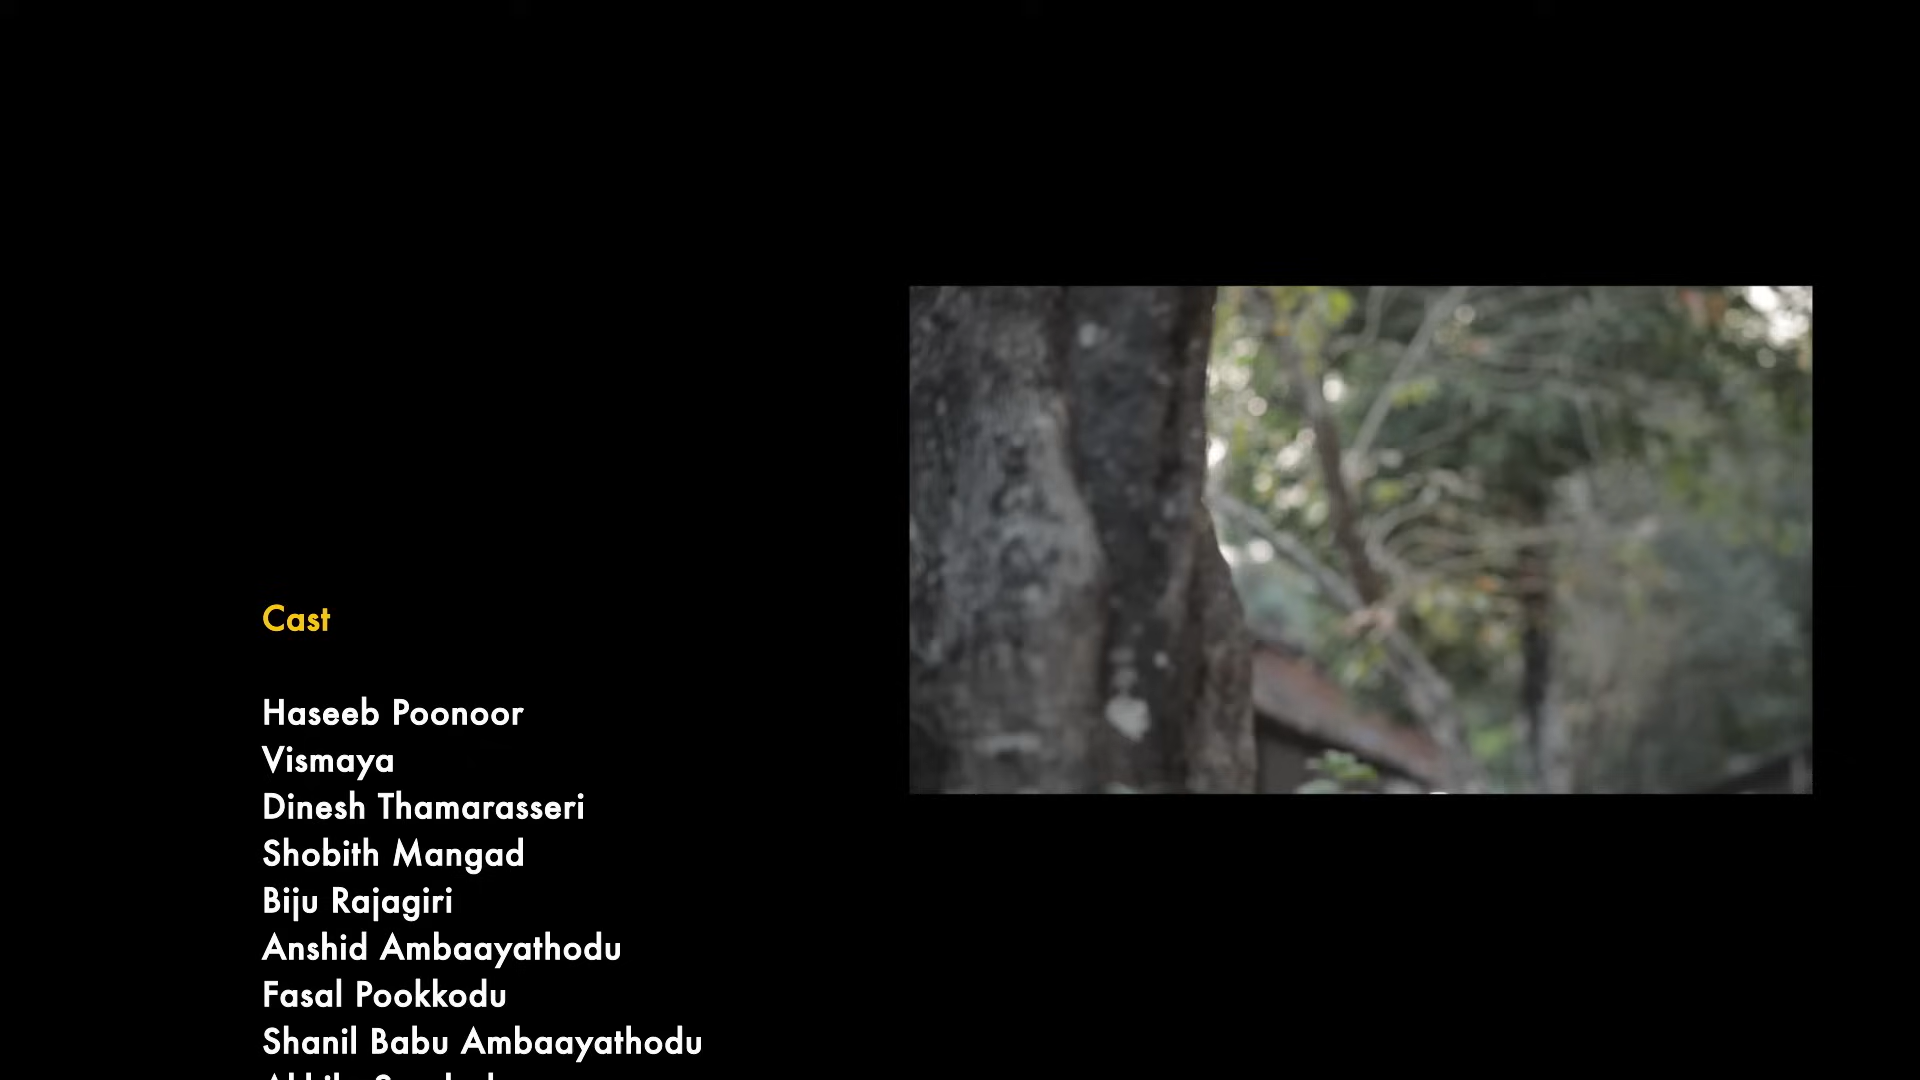 Cast
Haseeb Poonoor
Vismaya
Dinesh Thamarasseri
Shobith Mangad
Biju Rajagiri
Anshid Ambaayathodu
Fasal Pookkodu
Shanil Babu Ambaayathodu